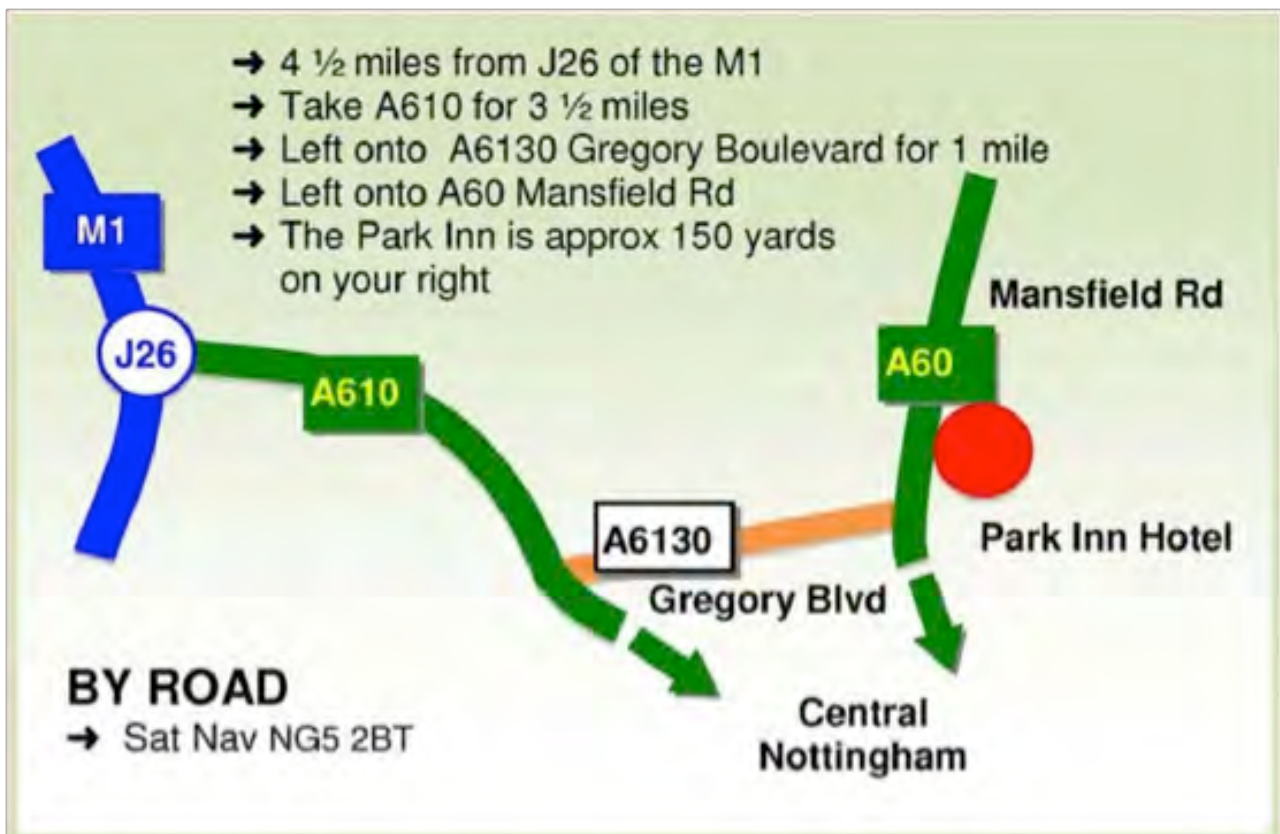 ➔ 4 ½ miles from J26 of the M1
➔ Take A610 for 3 ½ miles
➔ Left onto A6130 Gregory Boulevard for 1 mile
➔ Left onto A60 Mansfield Rd
➔ The Park Inn is approx 150 yards
on your right
M1
Mansfield Rd
J26
A60
A610
A6130
Park Inn Hotel
Gregory Blvd
BY ROAD
➔ Sat Nav NG5 2BT
Central
Nottingham